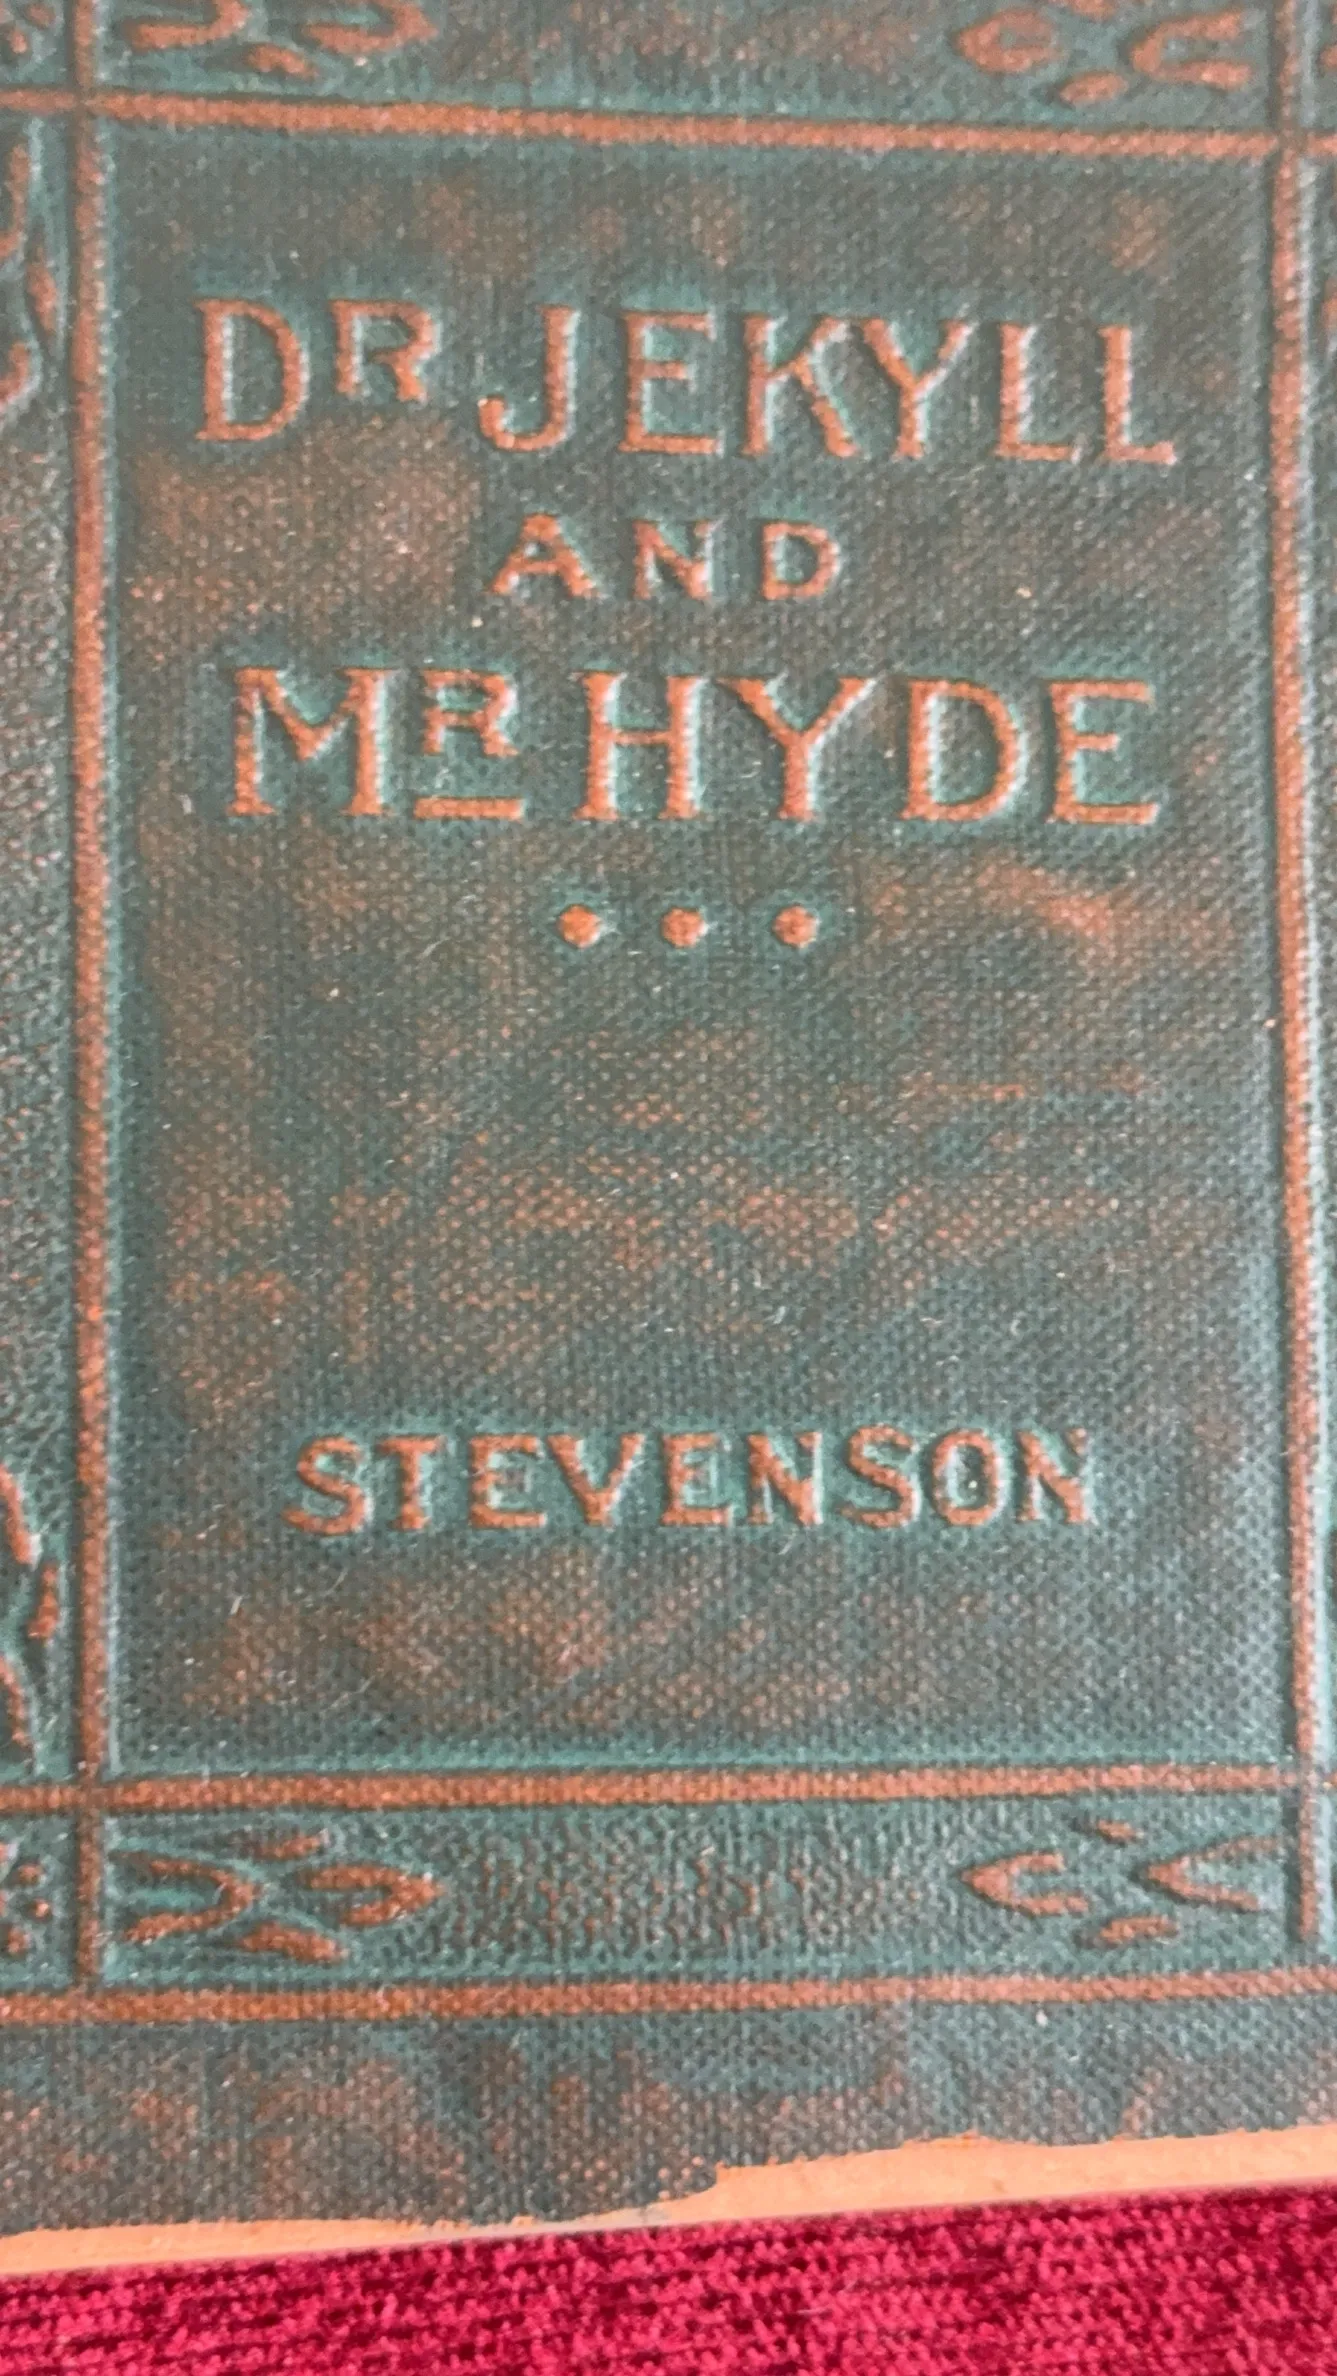 DR JEKYLL
AND
MR HYDE
...
STEVENSON